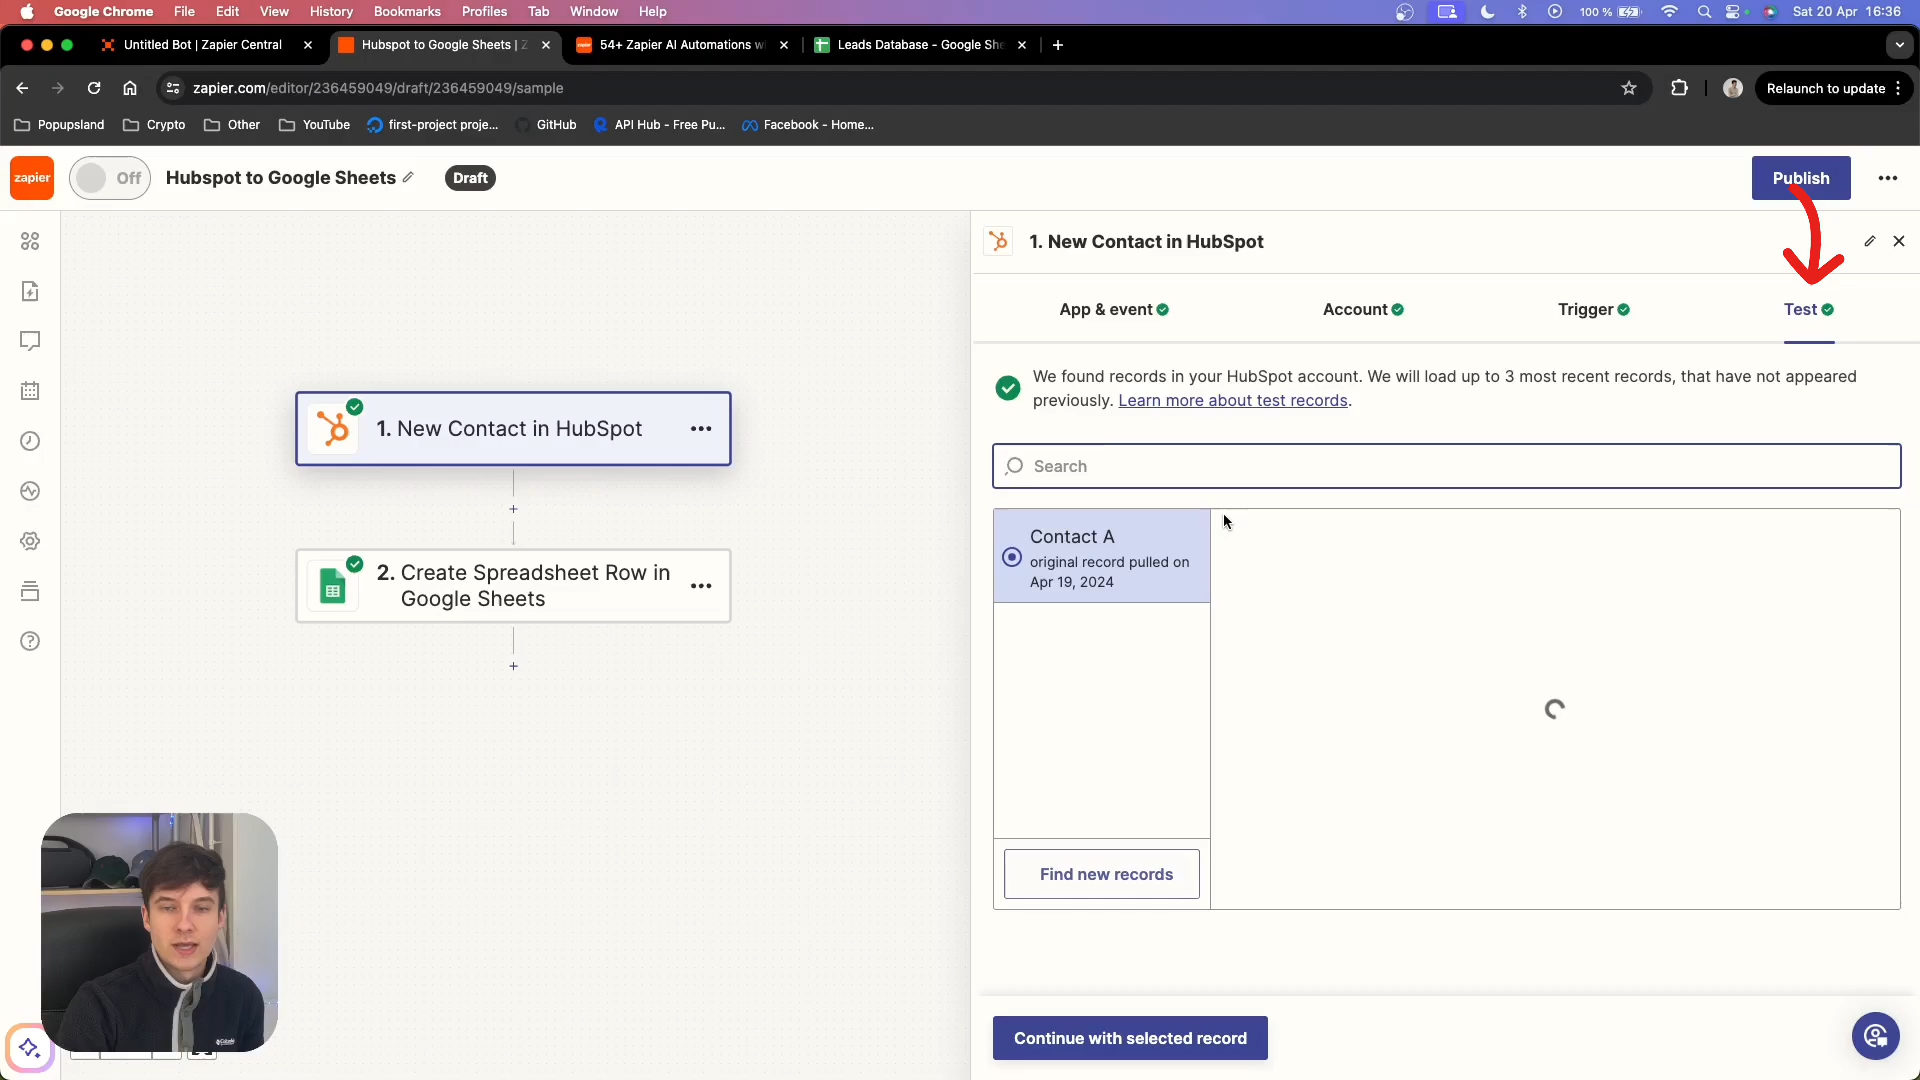 Google Chrome File Edit View History Bookmarks Profiles Tab Window Help 100 % Sat 20 Apr 16:36
Untitled Bot | Zapier Central
Hubspot to Google Sheets | Z
54+ Zapier AI Automations w
Leads Database - Google She
zapier.com/editor/236459049/draft/236459049/sample
Relaunch to update
Popupsland Crypto Other YouTube first-project proje... GitHub API Hub - Free Pu... Facebook - Home...
zapier
Off
Hubspot to Google Sheets
Draft
Publish
1. New Contact in HubSpot
App & event
Account
Trigger
Test
We found records in your HubSpot account. We will load up to 3 most recent records, that have not appeared
previously. Learn more about test records.
Search
Contact A
original record pulled on
Apr 19, 2024
Find new records
Continue with selected record
1. New Contact in HubSpot
2. Create Spreadsheet Row in
Google Sheets